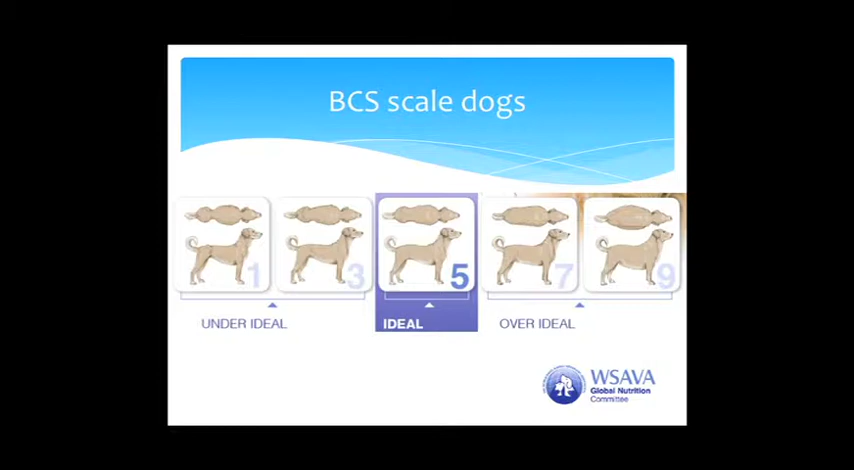 BCS scale dogs
1
3
5
7
9
UNDER IDEAL
IDEAL
OVER IDEAL
WSAVA
Global Nutrition
Committee